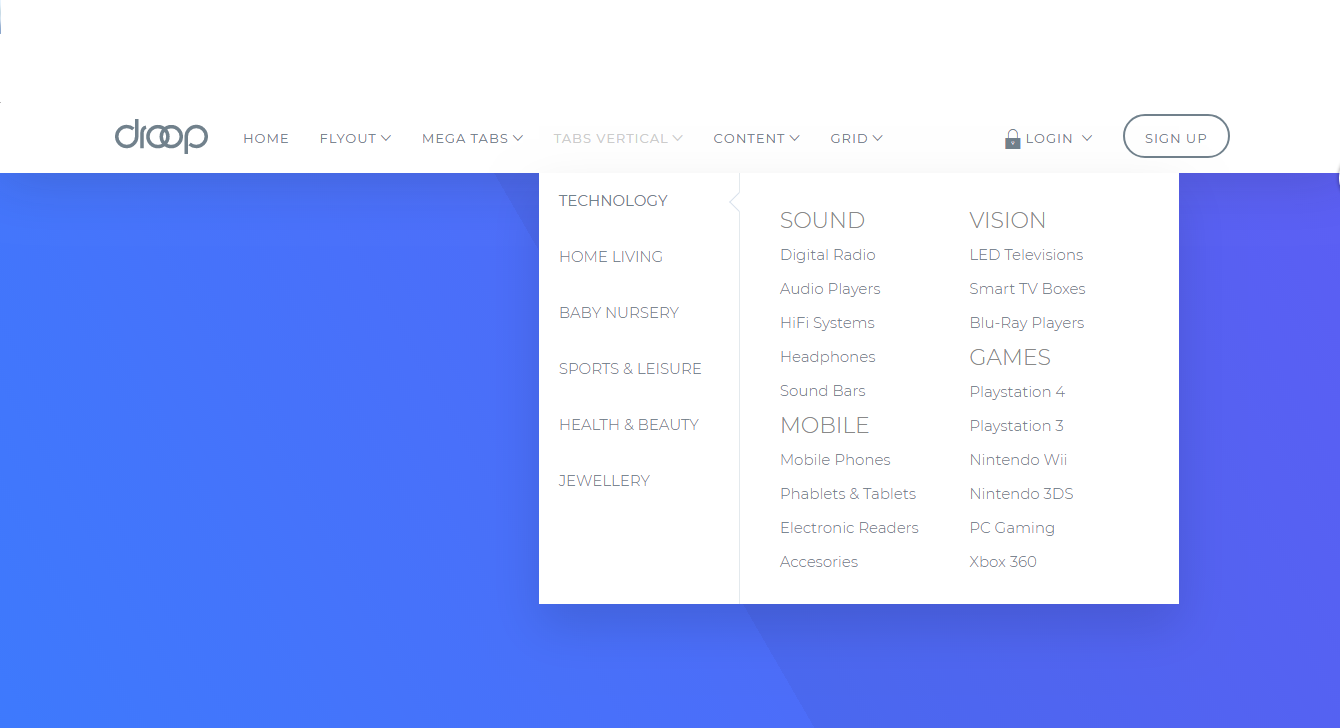 droop
HOME
FLYOUT
MEGA TABS
TABS VERTICAL
CONTENT
GRID
LOGIN
SIGN UP
TECHNOLOGY
HOME LIVING
BABY NURSERY
SPORTS & LEISURE
HEALTH & BEAUTY
JEWELLERY
SOUND
Digital Radio
Audio Players
HiFi Systems
Headphones
Sound Bars
MOBILE
Mobile Phones
Phablets & Tablets
Electronic Readers
Accesories
VISION
LED Televisions
Smart TV Boxes
Blu-Ray Players
GAMES
Playstation 4
Playstation 3
Nintendo Wii
Nintendo 3DS
PC Gaming
Xbox 360